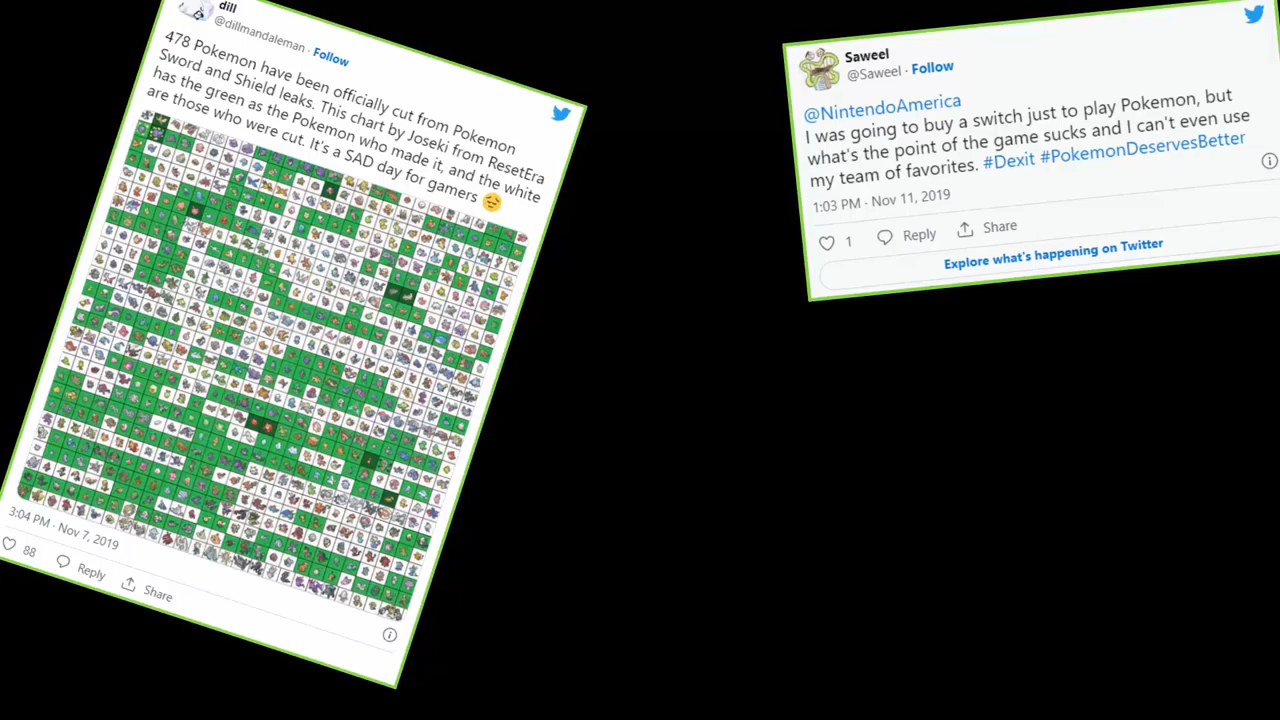 dill
@dillmandaleman · Follow
478 Pokemon have been officially cut from Pokemon
Sword and Shield leaks. This chart by Joseki from ResetEra
has the green as the Pokemon who made it, and the white
are those who were cut. It's a SAD day for gamers 😔
3:04 PM · Nov 7, 2019
88 Reply Share
Saweel
@Saweel · Follow
@NintendoAmerica
I was going to buy a switch just to play Pokemon, but
what's the point of the game sucks and I can't even use
my team of favorites. #Dexit #PokemonDeservesBetter
1:03 PM · Nov 11, 2019
1 Reply Share
Explore what's happening on Twitter